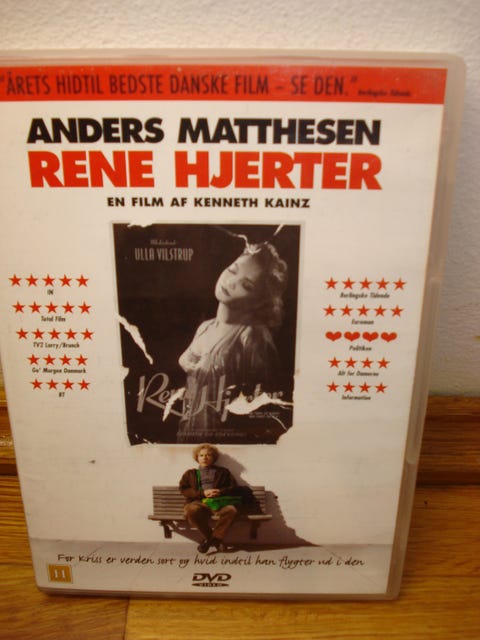 "ÅRETS HIDTIL BEDSTE DANSKE FILM – SE DEN."
Berlingske Tidende
ANDERS MATTHESEN
RENE HJERTER
EN FILM AF KENNETH KAINZ
ULLA VILSTRUP
Rene Hjerter
IN
Total Film
TV2 Lorry/Brunch
Go' Morgen Danmark
BT
Berlingske Tidende
Euroman
Politiken
Alt for Damerne
Information
For Kriss er verden sort og hvid indtil han flygter ud i den
11
DVD
VIDEO